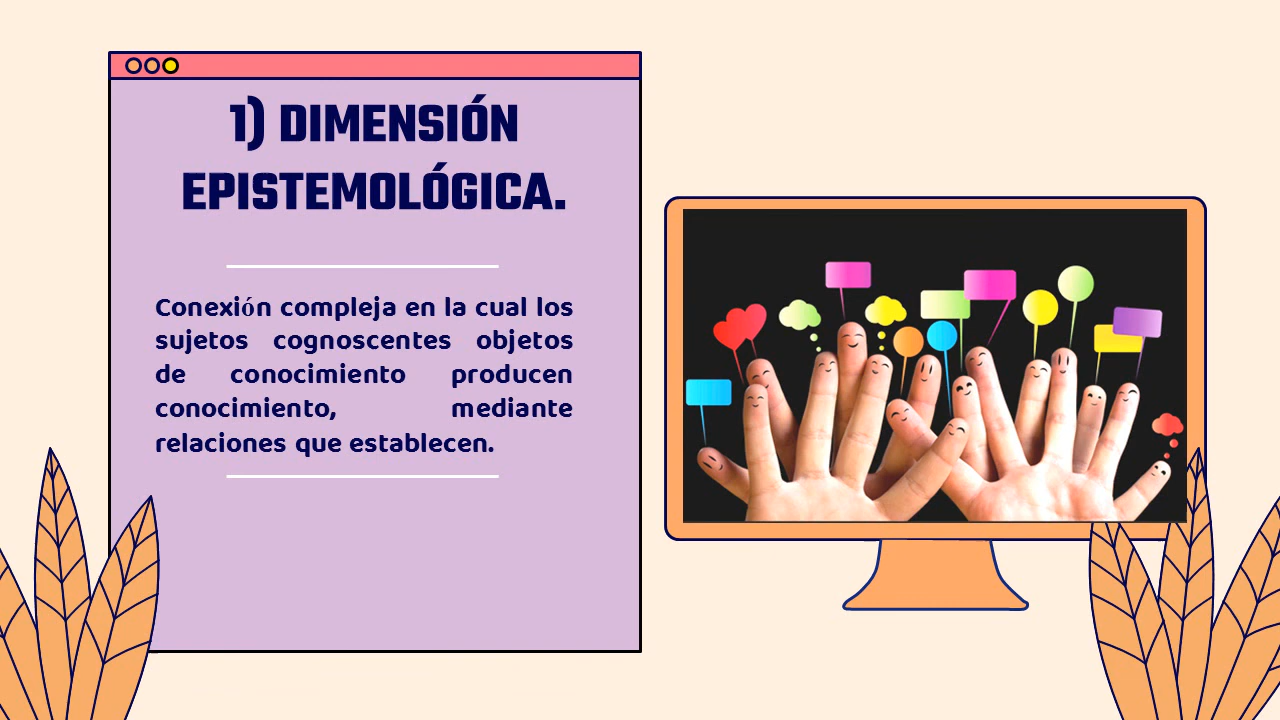 1) DIMENSIÓN
EPISTEMOLÓGICA.
Conexión compleja en la cual los
sujetos cognoscentes objetos
de conocimiento producen
conocimiento, mediante
relaciones que establecen.